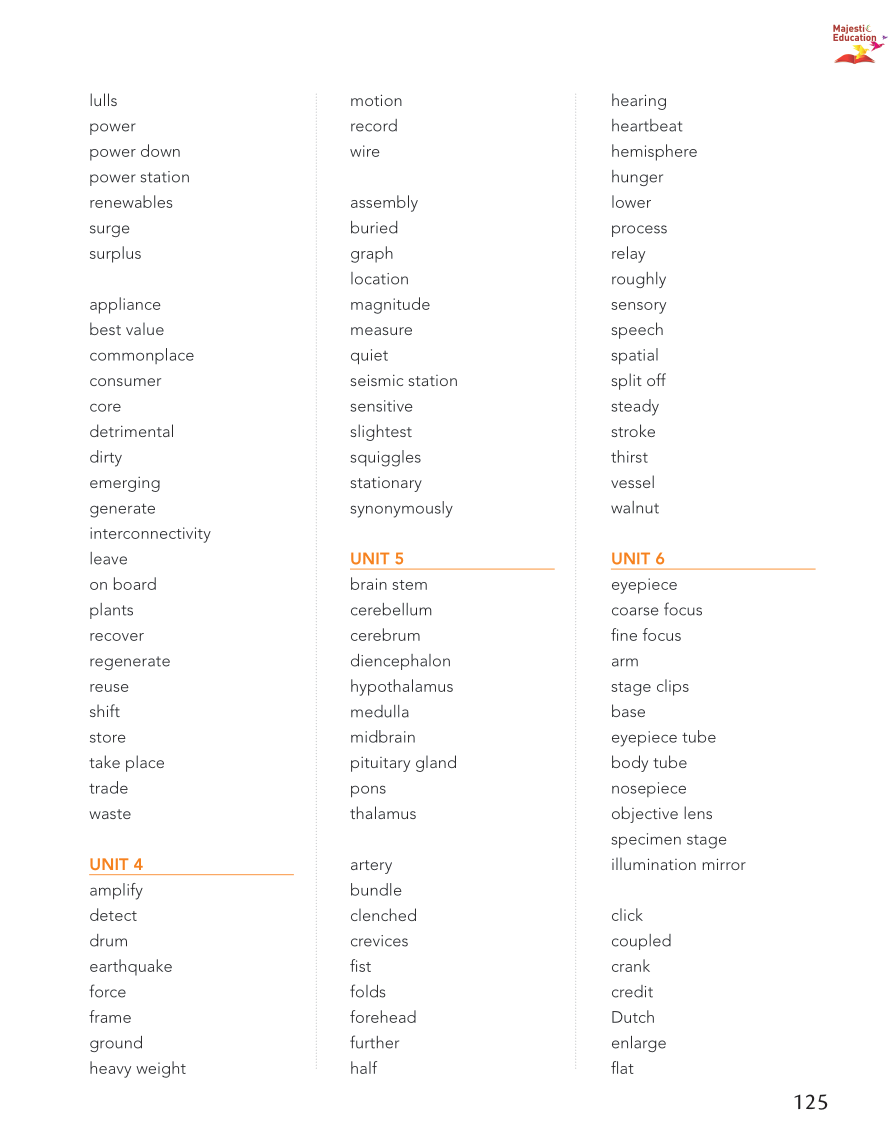 Majestic
Education
lulls
power
power down
power station
renewables
surge
surplus
appliance
best value
commonplace
consumer
core
detrimental
dirty
emerging
generate
interconnectivity
leave
on board
plants
recover
regenerate
reuse
shift
store
take place
trade
waste
UNIT 4
amplify
detect
drum
earthquake
force
frame
ground
heavy weight
motion
record
wire
assembly
buried
graph
location
magnitude
measure
quiet
seismic station
sensitive
slightest
squiggles
stationary
synonymously
UNIT 5
brain stem
cerebellum
cerebrum
diencephalon
hypothalamus
medulla
midbrain
pituitary gland
pons
thalamus
artery
bundle
clenched
crevices
fist
folds
forehead
further
half
hearing
heartbeat
hemisphere
hunger
lower
process
relay
roughly
sensory
speech
spatial
split off
steady
stroke
thirst
vessel
walnut
UNIT 6
eyepiece
coarse focus
fine focus
arm
stage clips
base
eyepiece tube
body tube
nosepiece
objective lens
specimen stage
illumination mirror
click
coupled
crank
credit
Dutch
enlarge
flat
125